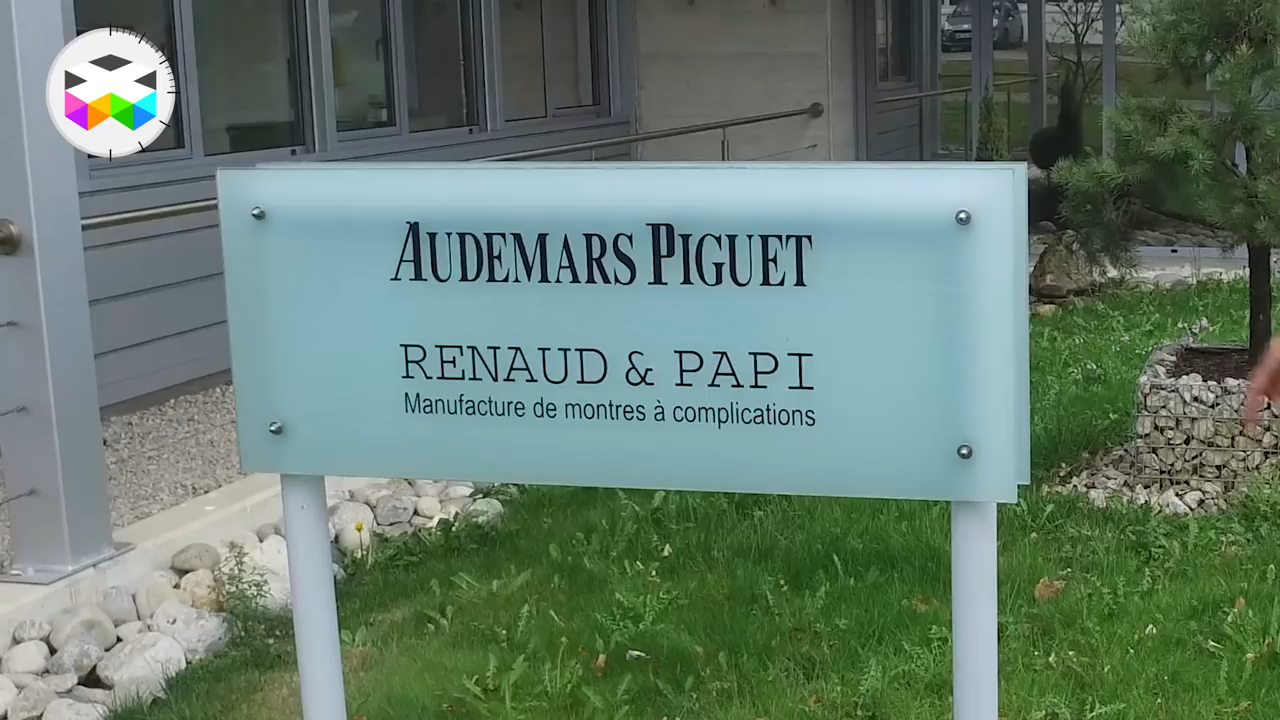 AUDEMARS PIGUET
RENAUD & PAPI
Manufacture de montres à complications